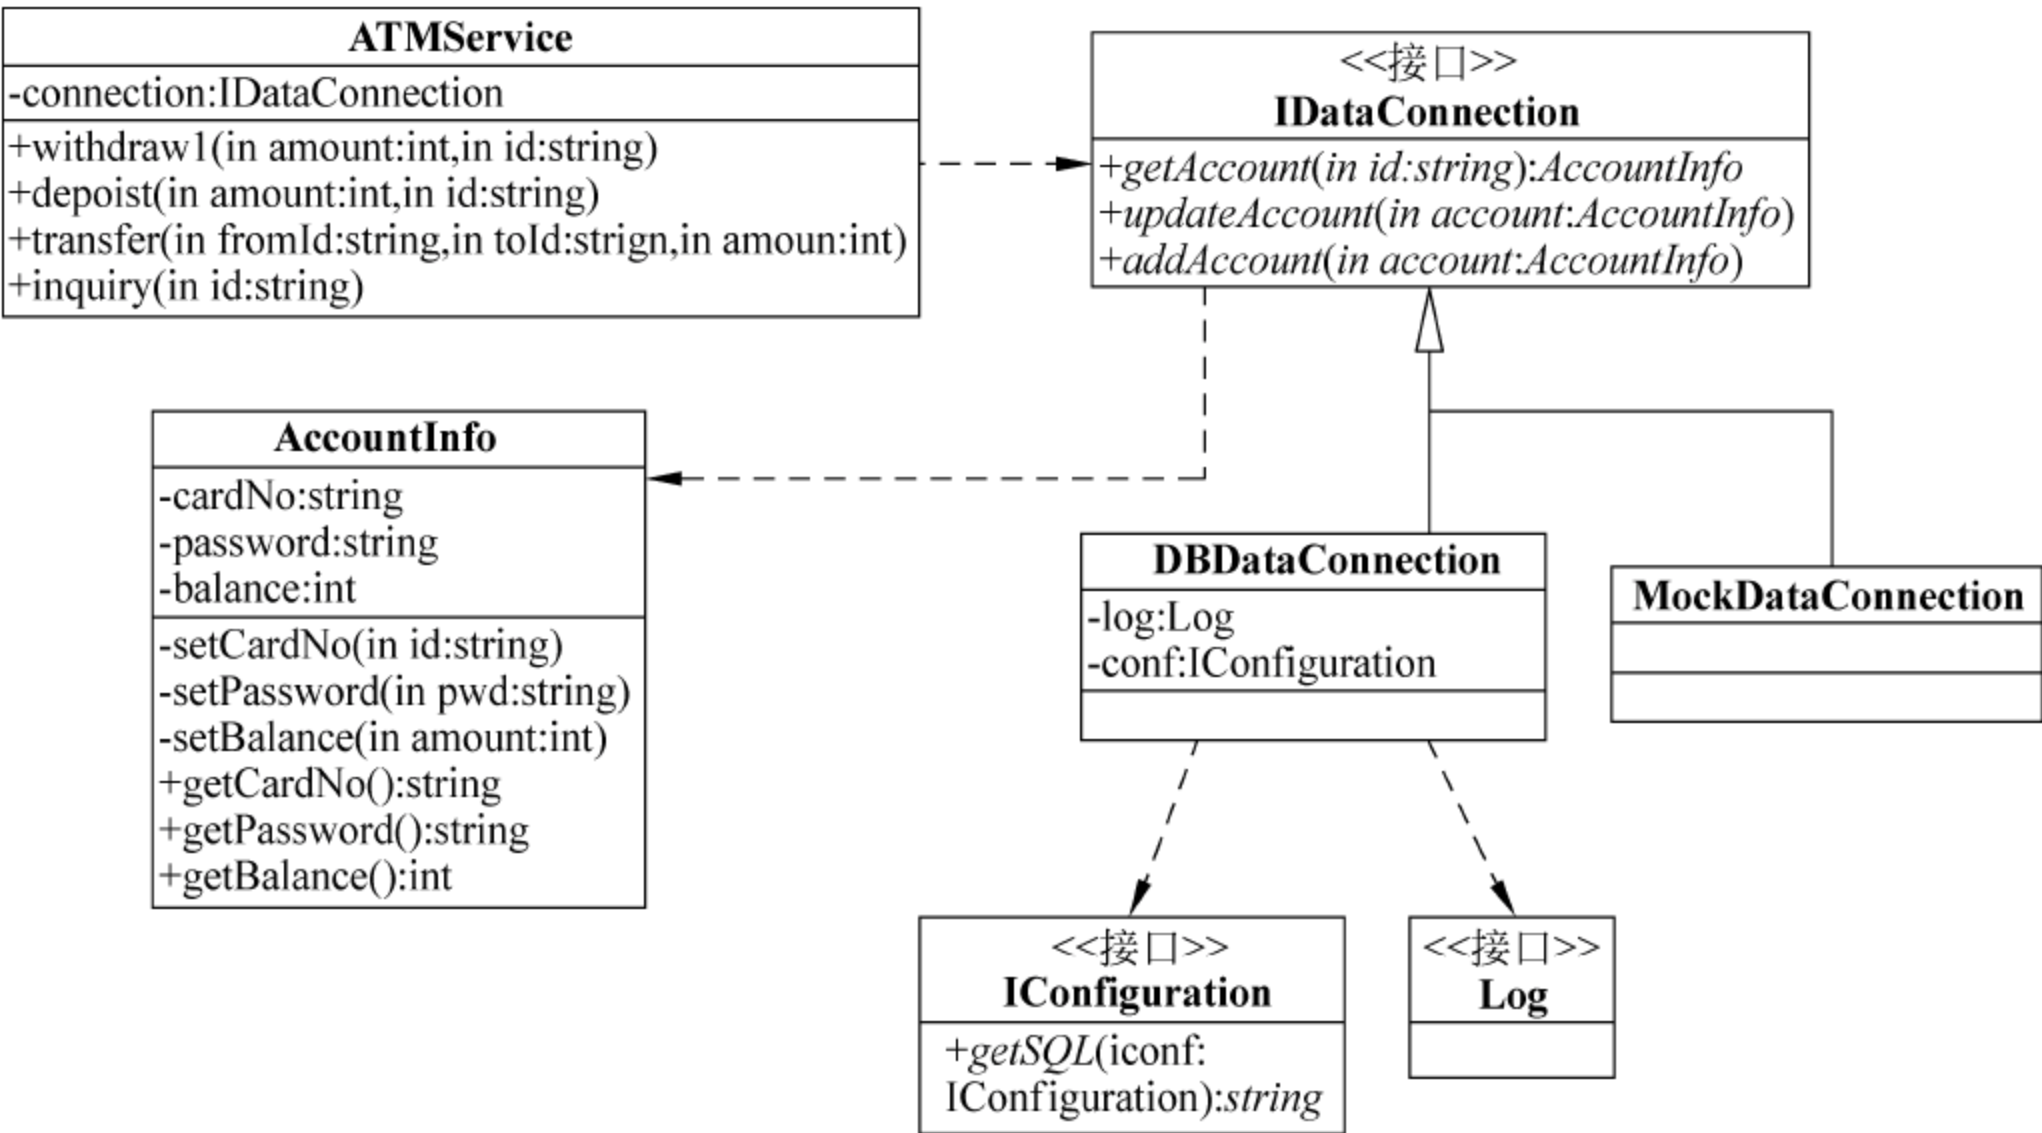 ATMService
-connection:IDataConnection
+withdraw1(in amount:int,in id:string)
+depoist(in amount:int,in id:string)
+transfer(in fromId:string,in toId:strign,in amoun:int)
+inquiry(in id:string)
<<接口>>
IDataConnection
+getAccount(in id:string):AccountInfo
+updateAccount(in account:AccountInfo)
+addAccount(in account:AccountInfo)
AccountInfo
-cardNo:string
-password:string
-balance:int
-setCardNo(in id:string)
-setPassword(in pwd:string)
-setBalance(in amount:int)
+getCardNo():string
+getPassword():string
+getBalance():int
DBDataConnection
-log:Log
-conf:IConfiguration
MockDataConnection
<<接口>>
IConfiguration
+getSQL(iconf:
IConfiguration):string
<<接口>>
Log